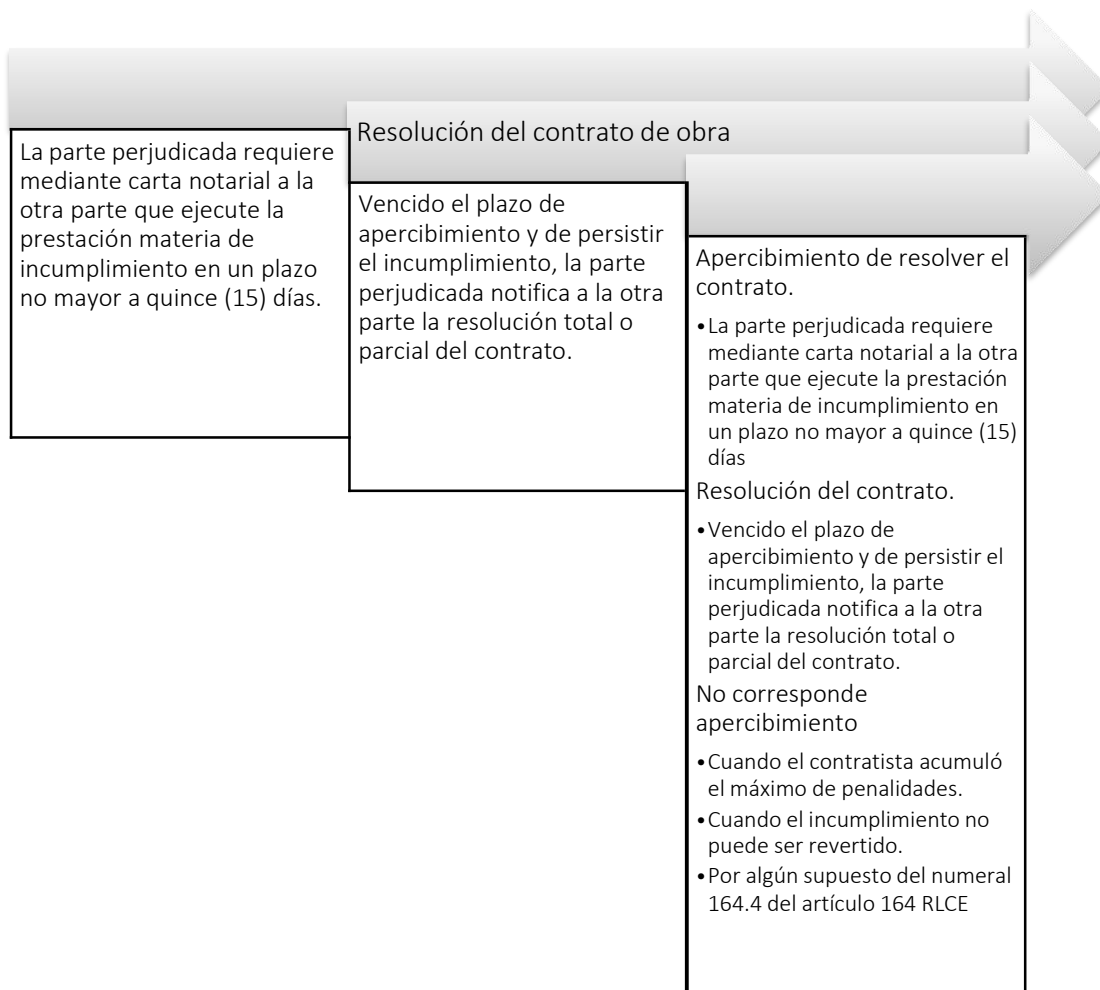 La parte perjudicada requiere
mediante carta notarial a la
otra parte que ejecute la
prestación materia de
incumplimiento en un plazo
no mayor a quince (15) días.
Resolución del contrato de obra
Vencido el plazo de
apercibimiento y de persistir
el incumplimiento, la parte
perjudicada notifica a la otra
parte la resolución total o
parcial del contrato.
Apercibimiento de resolver el
contrato.
•La parte perjudicada requiere
mediante carta notarial a la otra
parte que ejecute la prestación
materia de incumplimiento en
un plazo no mayor a quince (15)
días
Resolución del contrato.
•Vencido el plazo de
apercibimiento y de persistir el
incumplimiento, la parte
perjudicada notifica a la otra
parte la resolución total o
parcial del contrato.
No corresponde
apercibimiento
•Cuando el contratista acumuló
el máximo de penalidades.
•Cuando el incumplimiento no
puede ser revertido.
•Por algún supuesto del numeral
164.4 del artículo 164 RLCE